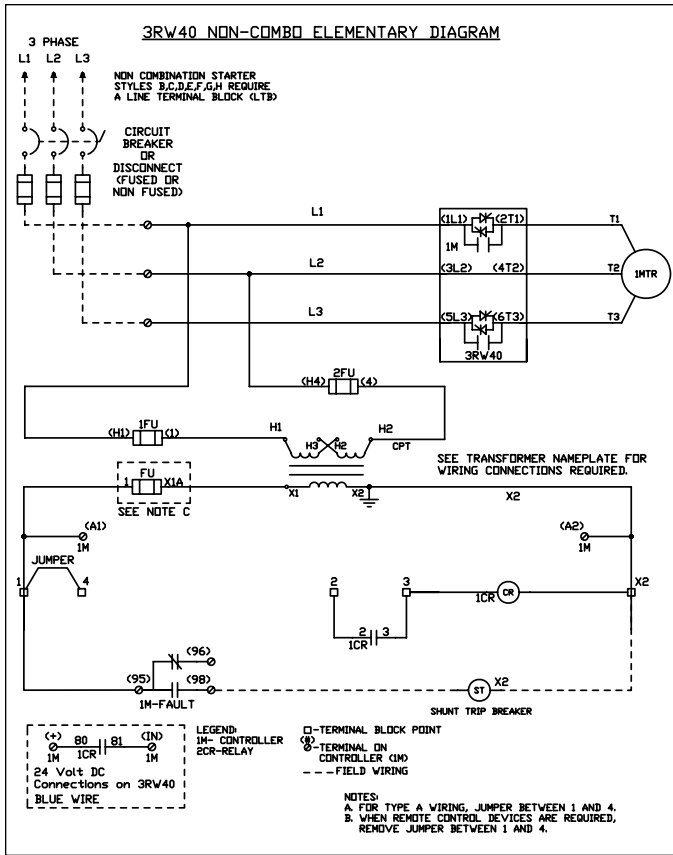 3RW40 NON-COMBO ELEMENTARY DIAGRAM
3 PHASE
L1 L2 L3
NON COMBINATION STARTER
STYLES B,C,D,E,F,G,H REQUIRE
A LINE TERMINAL BLOCK (LTB)
CIRCUIT
BREAKER
OR
DISCONNECT
(FUSED OR
NON FUSED)
L1
(1L1) (2T1)
T1
1M
L2
(3L2) (4T2)
T2
1MTR
L3
(5L3) (6T3)
T3
3RW40
2FU
(H4) (4)
1FU
(H1) (1)
H1
H3 H2
H2
CPT
SEE TRANSFORMER NAMEPLATE FOR
WIRING CONNECTIONS REQUIRED.
FU
1 X1A
SEE NOTE C
X1 X2
X2
(A1)
1M
(A2)
1M
JUMPER
1 4
2 3
1CR
CR
X2
2 3
1CR
(96)
(95) (98)
1M-FAULT
ST
X2
SHUNT TRIP BREAKER
(+) 80 81 (IN)
1M 1CR 1M
24 Volt DC
Connections on 3RW40
BLUE WIRE
LEGEND:
1M- CONTROLLER
2CR-RELAY
□-TERMINAL BLOCK POINT
(#)
⊘-TERMINAL ON
CONTROLLER (1M)
----FIELD WIRING
NOTES:
A. FOR TYPE A WIRING, JUMPER BETWEEN 1 AND 4.
B. WHEN REMOTE CONTROL DEVICES ARE REQUIRED,
REMOVE JUMPER BETWEEN 1 AND 4.